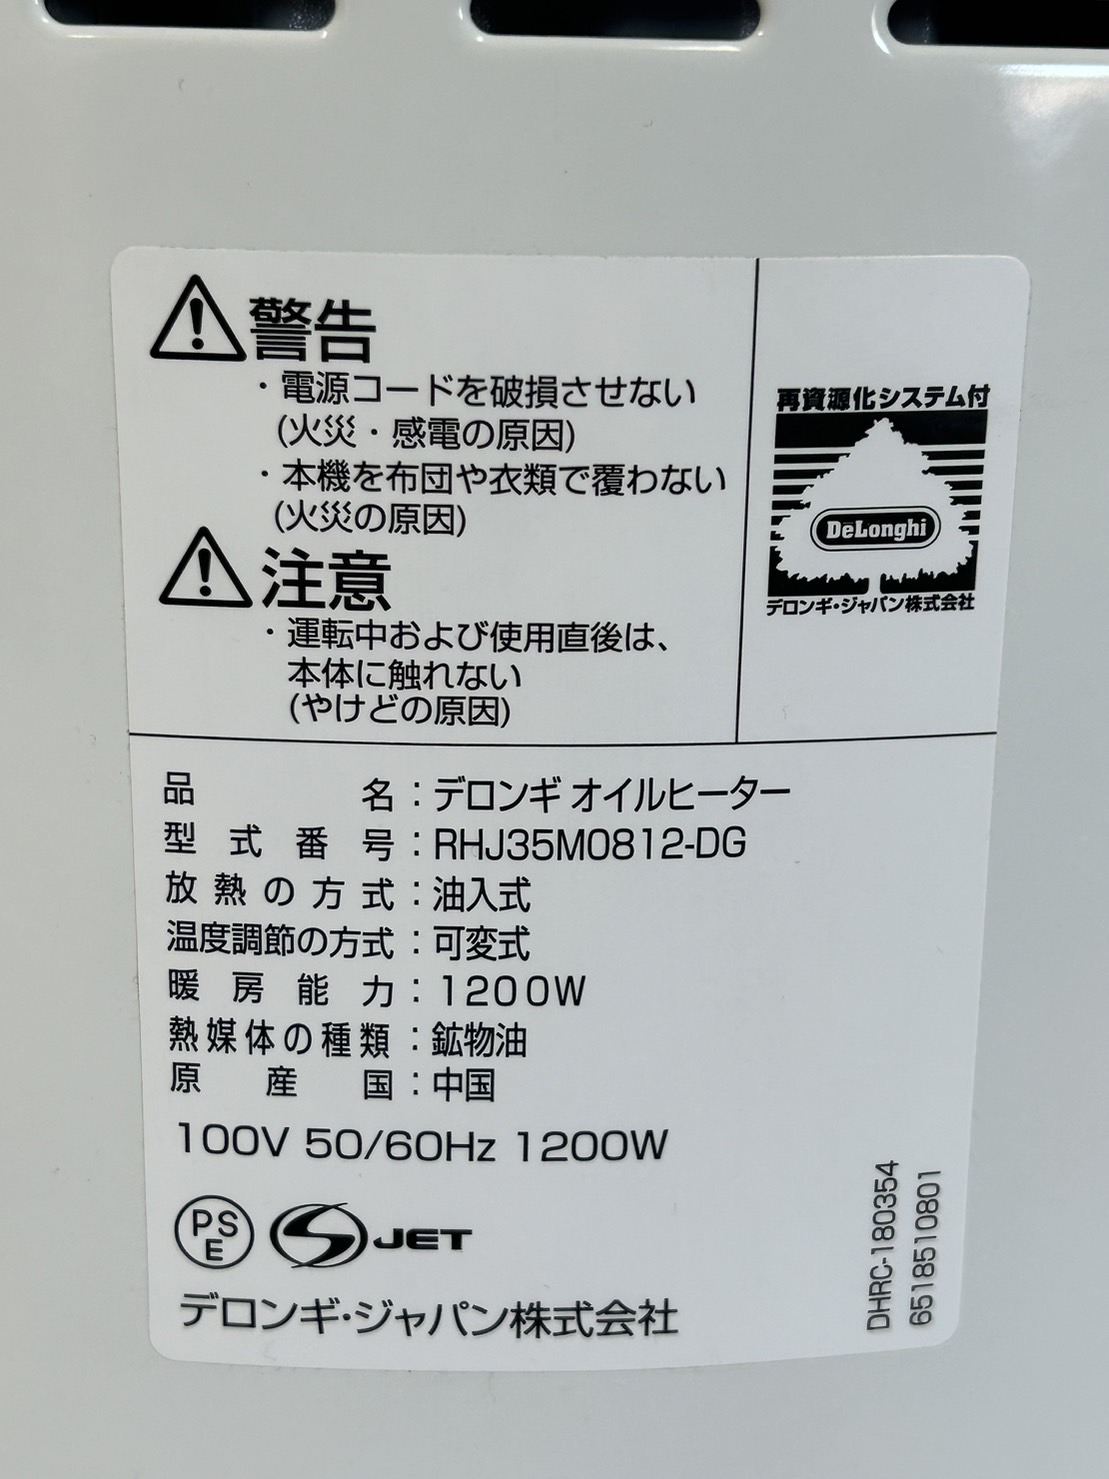 警告
・電源コードを破損させない
(火災・感電の原因)
・本機を布団や衣類で覆わない
(火災の原因)
注意
・運転中および使用直後は、
本体に触れない
(やけどの原因)
再資源化システム付
DeLonghi
デロンギ・ジャパン株式会社
品名：デロンギ オイルヒーター
型式番号：RHJ35M0812-DG
放熱の方式：油入式
温度調節の方式：可変式
暖房能力：1200W
熱媒体の種類：鉱物油
原産国：中国
100V 50/60Hz 1200W
PSE
JET
デロンギ・ジャパン株式会社
DHRC-180354
6518510801